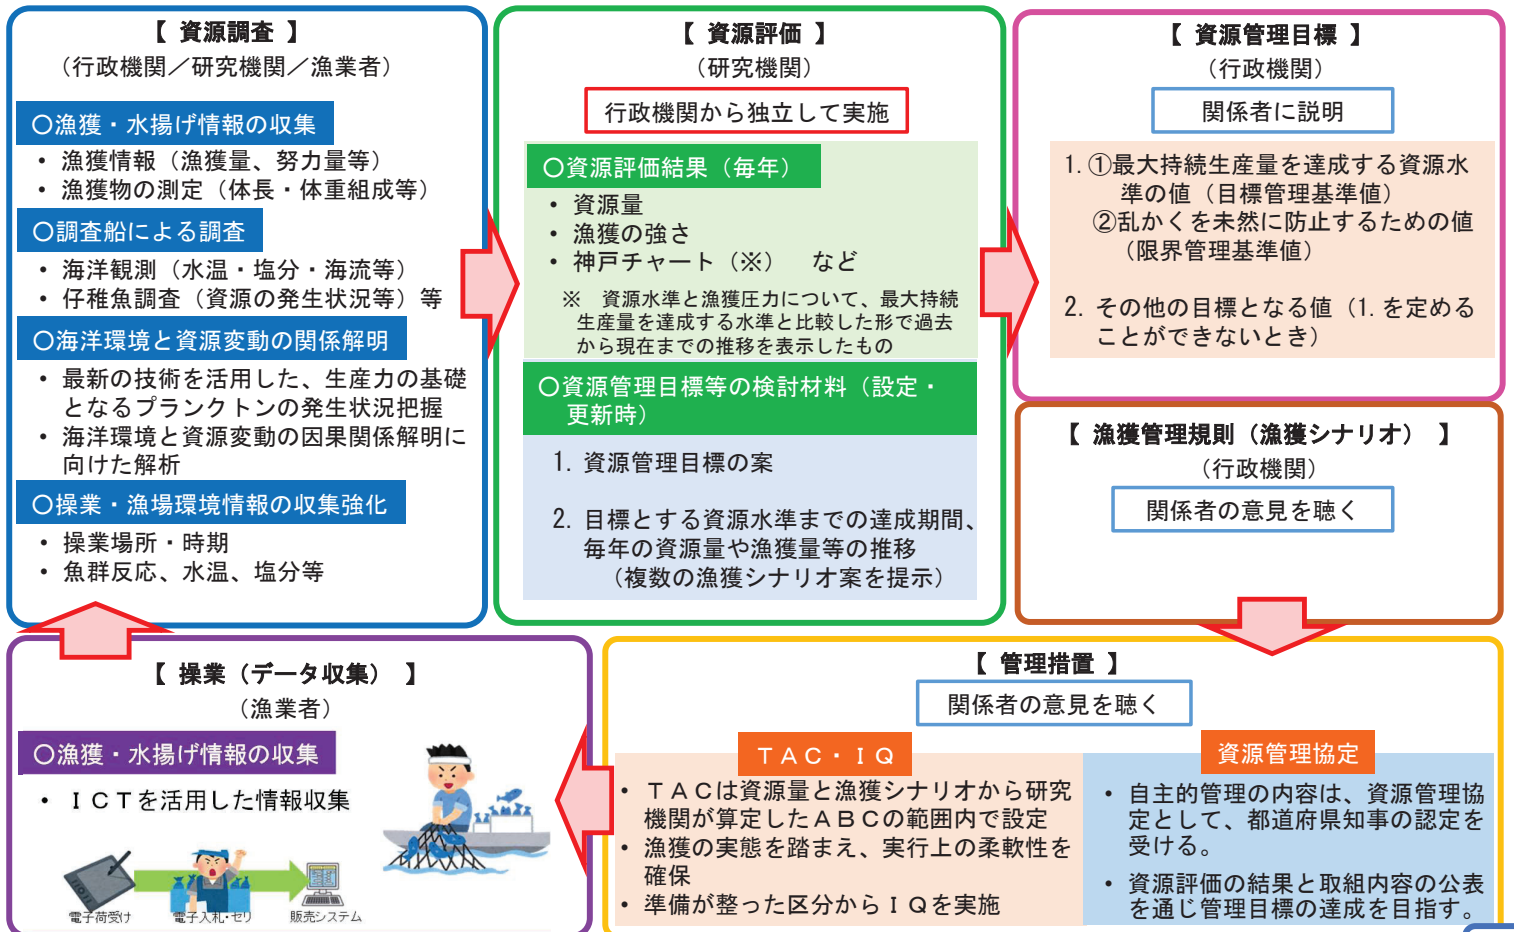 【 資源調査 】
（行政機関／研究機関／漁業者）
〇漁獲・水揚げ情報の収集
・ 漁獲情報（漁獲量、努力量等）
・ 漁獲物の測定（体長・体重組成等）
〇調査船による調査
・ 海洋観測（水温・塩分・海流等）
・ 仔稚魚調査（資源の発生状況等）等
〇海洋環境と資源変動の関係解明
・ 最新の技術を活用した、生産力の基礎
となるプランクトンの発生状況把握
・ 海洋環境と資源変動の因果関係解明に
向けた解析
〇操業・漁場環境情報の収集強化
・ 操業場所・時期
・ 魚群反応、水温、塩分等
【 資源評価 】
（研究機関）
行政機関から独立して実施
〇資源評価結果（毎年）
・ 資源量
・ 漁獲の強さ
・ 神戸チャート（※） など
※ 資源水準と漁獲圧力について、最大持続
生産量を達成する水準と比較した形で過去
から現在までの推移を表示したもの
〇資源管理目標等の検討材料（設定・
更新時）
1. 資源管理目標の案
2. 目標とする資源水準までの達成期間、
毎年の資源量や漁獲量等の推移
（複数の漁獲シナリオ案を提示）
【 資源管理目標 】
（行政機関）
関係者に説明
1. ①最大持続生産量を達成する資源水
準の値（目標管理基準値）
②乱かくを未然に防止するための値
（限界管理基準値）
2. その他の目標となる値（1. を定める
ことができないとき）
【 漁獲管理規則（漁獲シナリオ） 】
（行政機関）
関係者の意見を聴く
【 管理措置 】
関係者の意見を聴く
ＴＡＣ・ＩＱ
・ ＴＡＣは資源量と漁獲シナリオから研究
機関が算定したＡＢＣの範囲内で設定
・ 漁獲の実態を踏まえ、実行上の柔軟性を
確保
・ 準備が整った区分からＩＱを実施
資源管理協定
・ 自主的管理の内容は、資源管理協
定として、都道府県知事の認定を
受ける。
・ 資源評価の結果と取組内容の公表
を通じ管理目標の達成を目指す。
【 操業（データ収集） 】
（漁業者）
〇漁獲・水揚げ情報の収集
・ ＩＣＴを活用した情報収集
電子荷受け
電子入札・セリ
販売システム